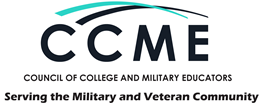 CCME
COUNCIL OF COLLEGE AND MILITARY EDUCATORS
Serving the Military and Veteran Community